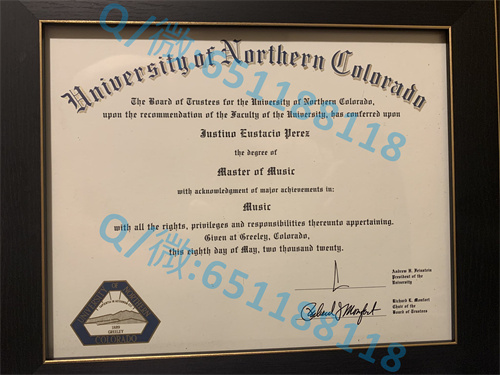 University of Northern Colorado
The Board of Trustees for the University of Northern Colorado,
upon the recommendation of the Faculty of the University, has conferred upon
Justino Eustacio Perez
the degree of
Master of Music
with acknowledgment of major achievements in:
Music
with all the rights, privileges and responsibilities thereunto appertaining.
Given at Greeley, Colorado,
this eighth day of May, two thousand twenty.
Andrew B. Feinstein
President of the
University
Richard L. Monfort
Chair of the
Board of Trustees
UNIVERSITY OF NORTHERN
1889
GREELEY
COLORADO
Q/微:651188118
Q/微:651188118